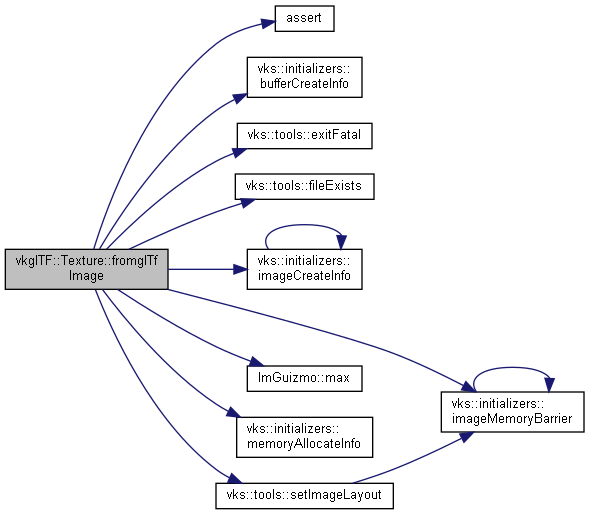 assert
vks::initializers::
bufferCreateInfo
vks::tools::exitFatal
vks::tools::fileExists
vkglTF::Texture::fromglTf
Image
vks::initializers::
imageCreateInfo
ImGuizmo::max
vks::initializers::
imageMemoryBarrier
vks::initializers::
memoryAllocateInfo
vks::tools::setImageLayout